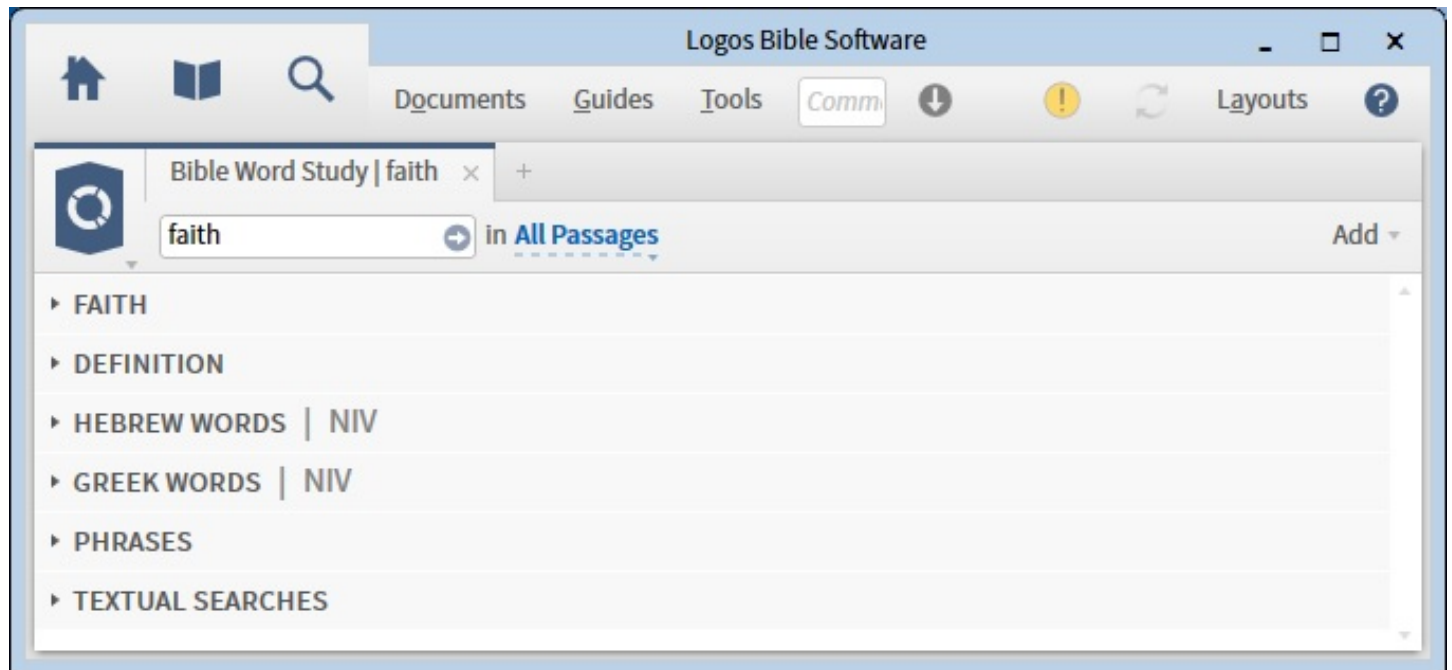 Logos Bible Software
Documents Guides Tools Comm Layouts
Bible Word Study | faith
faith in All Passages Add
FAITH
DEFINITION
HEBREW WORDS | NIV
GREEK WORDS | NIV
PHRASES
TEXTUAL SEARCHES